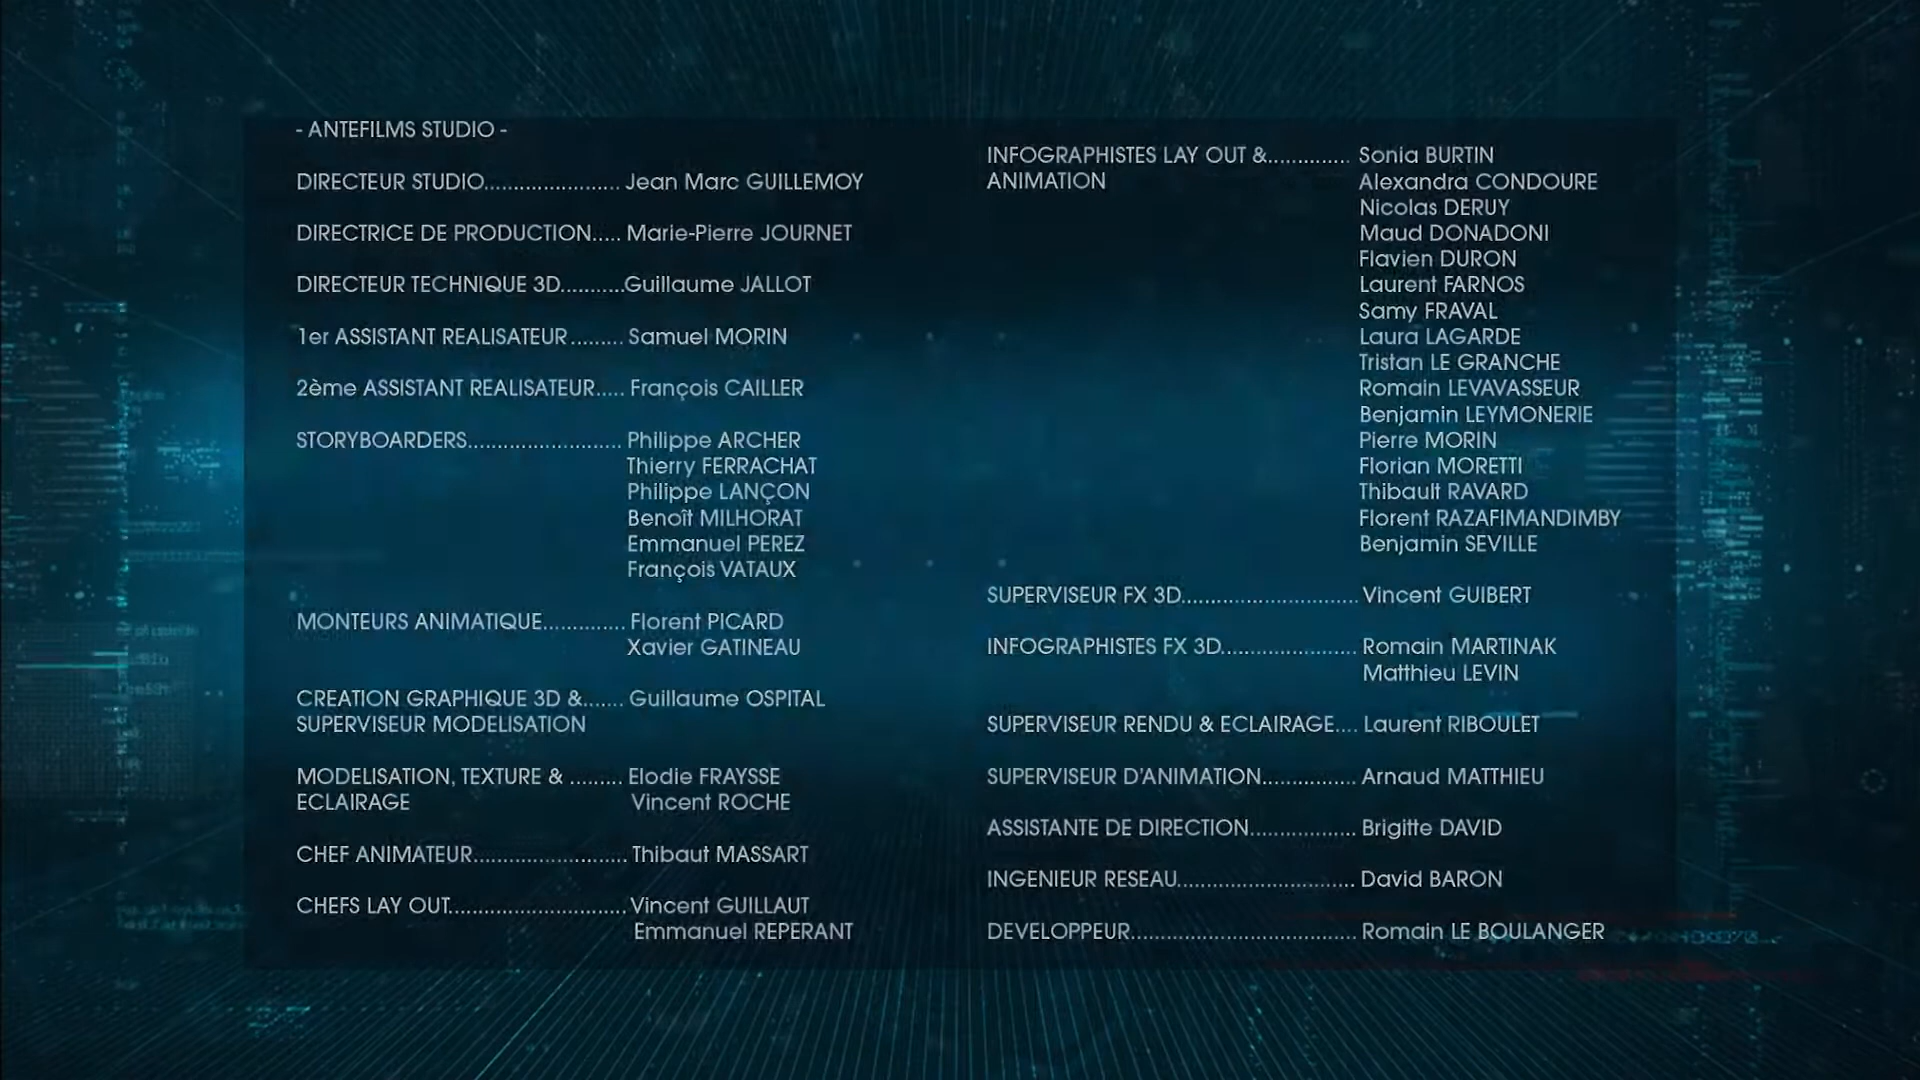 - ANTEFILMS STUDIO -
DIRECTEUR STUDIO....................... Jean Marc GUILLEMOY
DIRECTRICE DE PRODUCTION..... Marie-Pierre JOURNET
DIRECTEUR TECHNIQUE 3D...........Guillaume JALLOT
1er ASSISTANT REALISATEUR......... Samuel MORIN
2ème ASSISTANT REALISATEUR..... François CAILLER
STORYBOARDERS.......................... Philippe ARCHER
Thierry FERRACHAT
Philippe LANÇON
Benoît MILHORAT
Emmanuel PEREZ
François VATAUX
MONTEURS ANIMATIQUE.............. Florent PICARD
Xavier GATINEAU
CREATION GRAPHIQUE 3D &....... Guillaume OSPITAL
SUPERVISEUR MODELISATION
MODELISATION, TEXTURE & ......... Elodie FRAYSSE
ECLAIRAGE Vincent ROCHE
CHEF ANIMATEUR.......................... Thibaut MASSART
CHEFS LAY OUT..............................Vincent GUILLAUT
Emmanuel REPERANT
INFOGRAPHISTES LAY OUT &.............. Sonia BURTIN
ANIMATION Alexandra CONDOURE
Nicolas DERUY
Maud DONADONI
Flavien DURON
Laurent FARNOS
Samy FRAVAL
Laura LAGARDE
Tristan LE GRANCHE
Romain LEVAVASSEUR
Benjamin LEYMONERIE
Pierre MORIN
Florian MORETTI
Thibault RAVARD
Florent RAZAFIMANDIMBY
Benjamin SEVILLE
SUPERVISEUR FX 3D.............................. Vincent GUIBERT
INFOGRAPHISTES FX 3D....................... Romain MARTINAK
Matthieu LEVIN
SUPERVISEUR RENDU & ECLAIRAGE.... Laurent RIBOULET
SUPERVISEUR D'ANIMATION................ Arnaud MATTHIEU
ASSISTANTE DE DIRECTION.................. Brigitte DAVID
INGENIEUR RESEAU.............................. David BARON
DEVELOPPEUR...................................... Romain LE BOULANGER